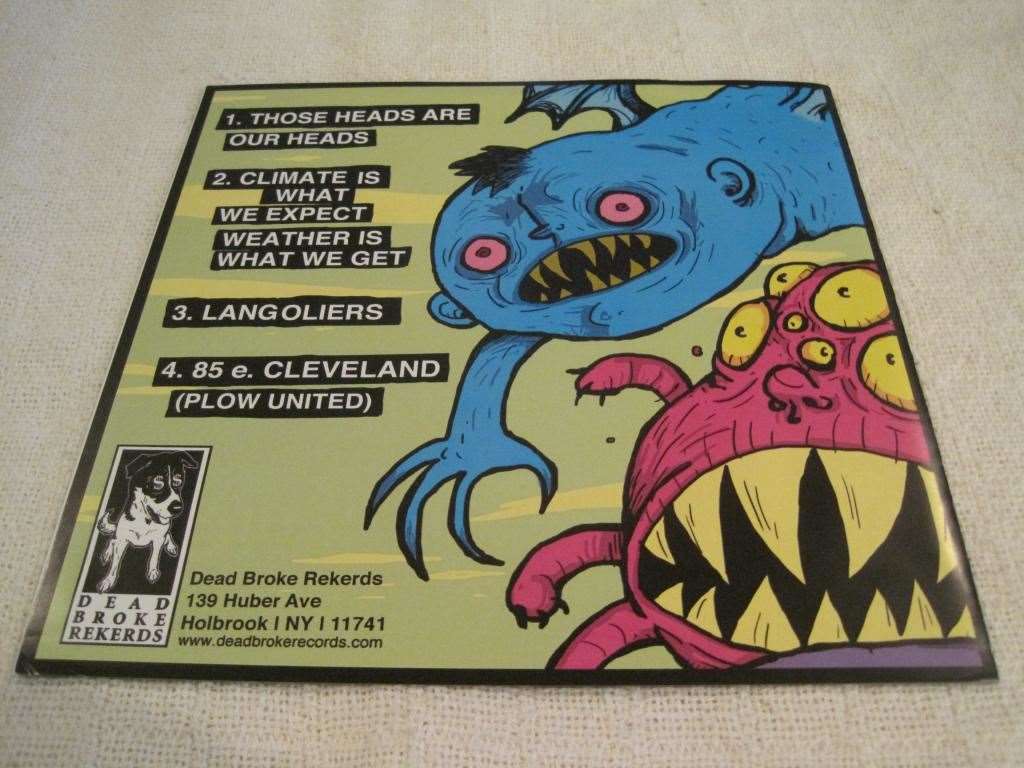 1. THOSE HEADS ARE
OUR HEADS
2. CLIMATE IS
WHAT
WE EXPECT
WEATHER IS
WHAT WE GET
3. LANGOLIERS
4. 85 e. CLEVELAND
(PLOW UNITED)
$ $
DEAD
BROKE
REKERDS
Dead Broke Rekerds
139 Huber Ave
Holbrook | NY | 11741
www.deadbrokerecords.com